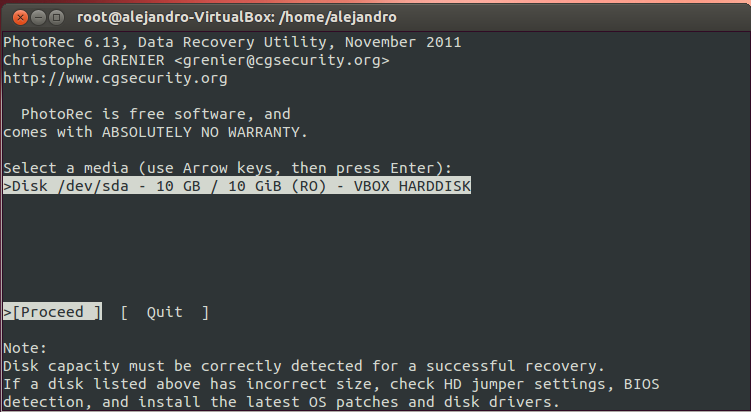 root@alejandro-VirtualBox: /home/alejandro
PhotoRec 6.13, Data Recovery Utility, November 2011
Christophe GRENIER <grenier@cgsecurity.org>
http://www.cgsecurity.org
  PhotoRec is free software, and
comes with ABSOLUTELY NO WARRANTY.
Select a media (use Arrow keys, then press Enter):
>Disk /dev/sda - 10 GB / 10 GiB (RO) - VBOX HARDDISK
>[Proceed ]  [  Quit  ]
Note:
Disk capacity must be correctly detected for a successful recovery.
If a disk listed above has incorrect size, check HD jumper settings, BIOS
detection, and install the latest OS patches and disk drivers.